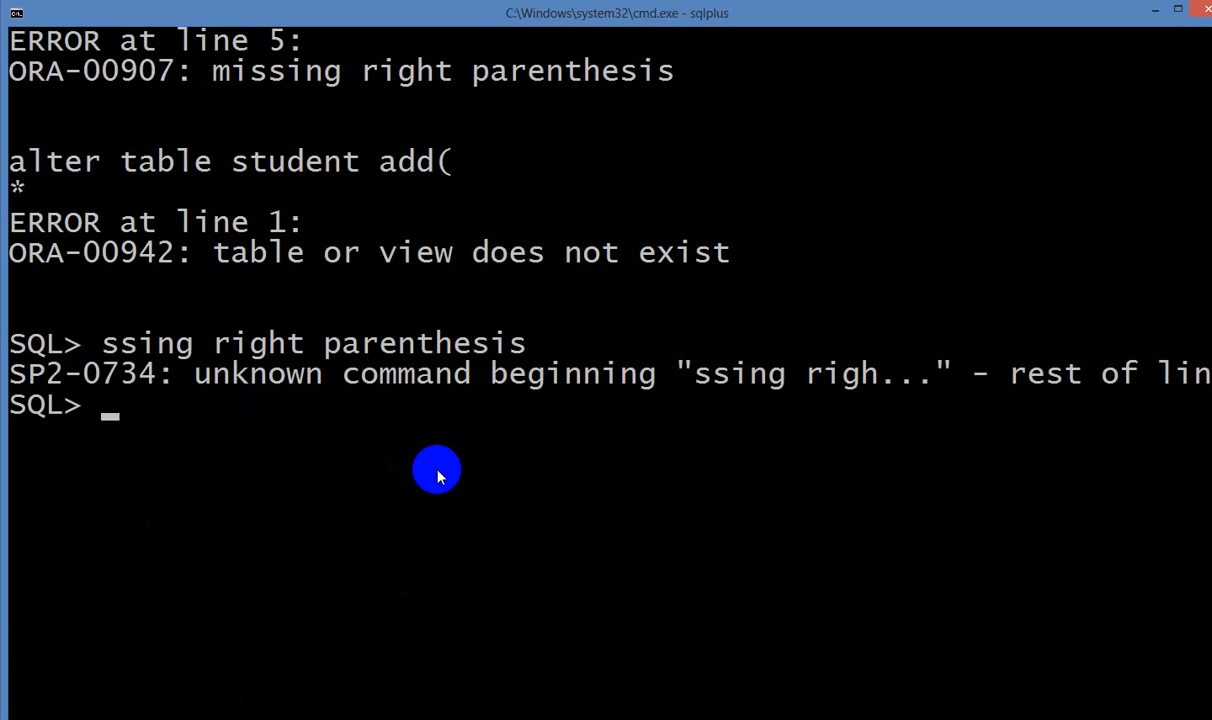 C:\Windows\system32\cmd.exe - sqlplus
ERROR at line 5:
ORA-00907: missing right parenthesis
alter table student add(
*
ERROR at line 1:
ORA-00942: table or view does not exist
SQL> ssing right parenthesis
SP2-0734: unknown command beginning "ssing righ..." - rest of lin
SQL> _